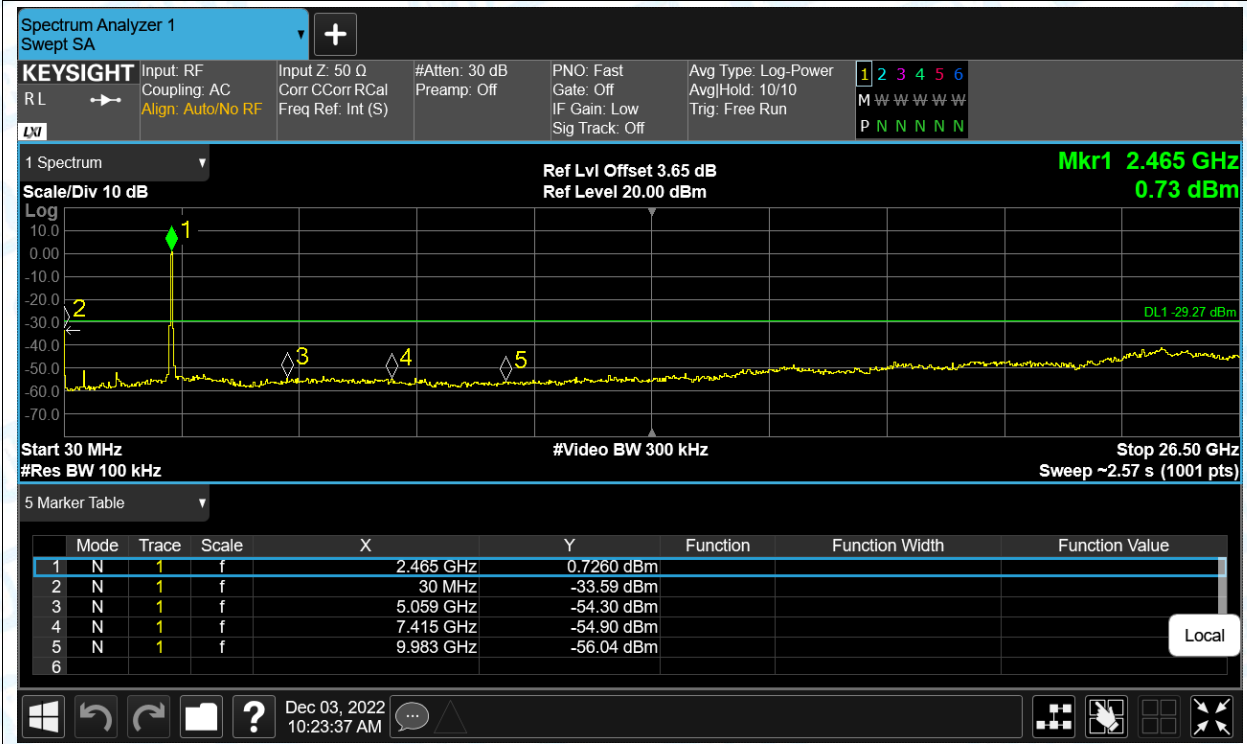 Spectrum Analyzer 1
Swept SA
+
KEYSIGHT Input: RF Input Z: 50 Ω #Atten: 30 dB PNO: Fast Avg Type: Log-Power 1 2 3 4 5 6
R L Coupling: AC Corr CCorr RCal Preamp: Off Gate: Off Avg|Hold: 10/10 M W W W W W
Align: Auto/No RF Freq Ref: Int (S) IF Gain: Low Trig: Free Run
LXI Sig Track: Off P N N N N N
1 Spectrum Ref Lvl Offset 3.65 dB Mkr1 2.465 GHz
Scale/Div 10 dB Ref Level 20.00 dBm 0.73 dBm
Log
10.0 1
0.00
-10.0
-20.0 2
-30.0 DL1 -29.27 dBm
-40.0
-50.0 3 4 5
-60.0
-70.0
Start 30 MHz #Video BW 300 kHz Stop 26.50 GHz
#Res BW 100 kHz Sweep ~2.57 s (1001 pts)
5 Marker Table
Mode Trace Scale X Y Function Function Width Function Value
1 N 1 f 2.465 GHz 0.7260 dBm
2 N 1 f 30 MHz -33.59 dBm
3 N 1 f 5.059 GHz -54.30 dBm
4 N 1 f 7.415 GHz -54.90 dBm
5 N 1 f 9.983 GHz -56.04 dBm
6
Local
? Dec 03, 2022
10:23:37 AM